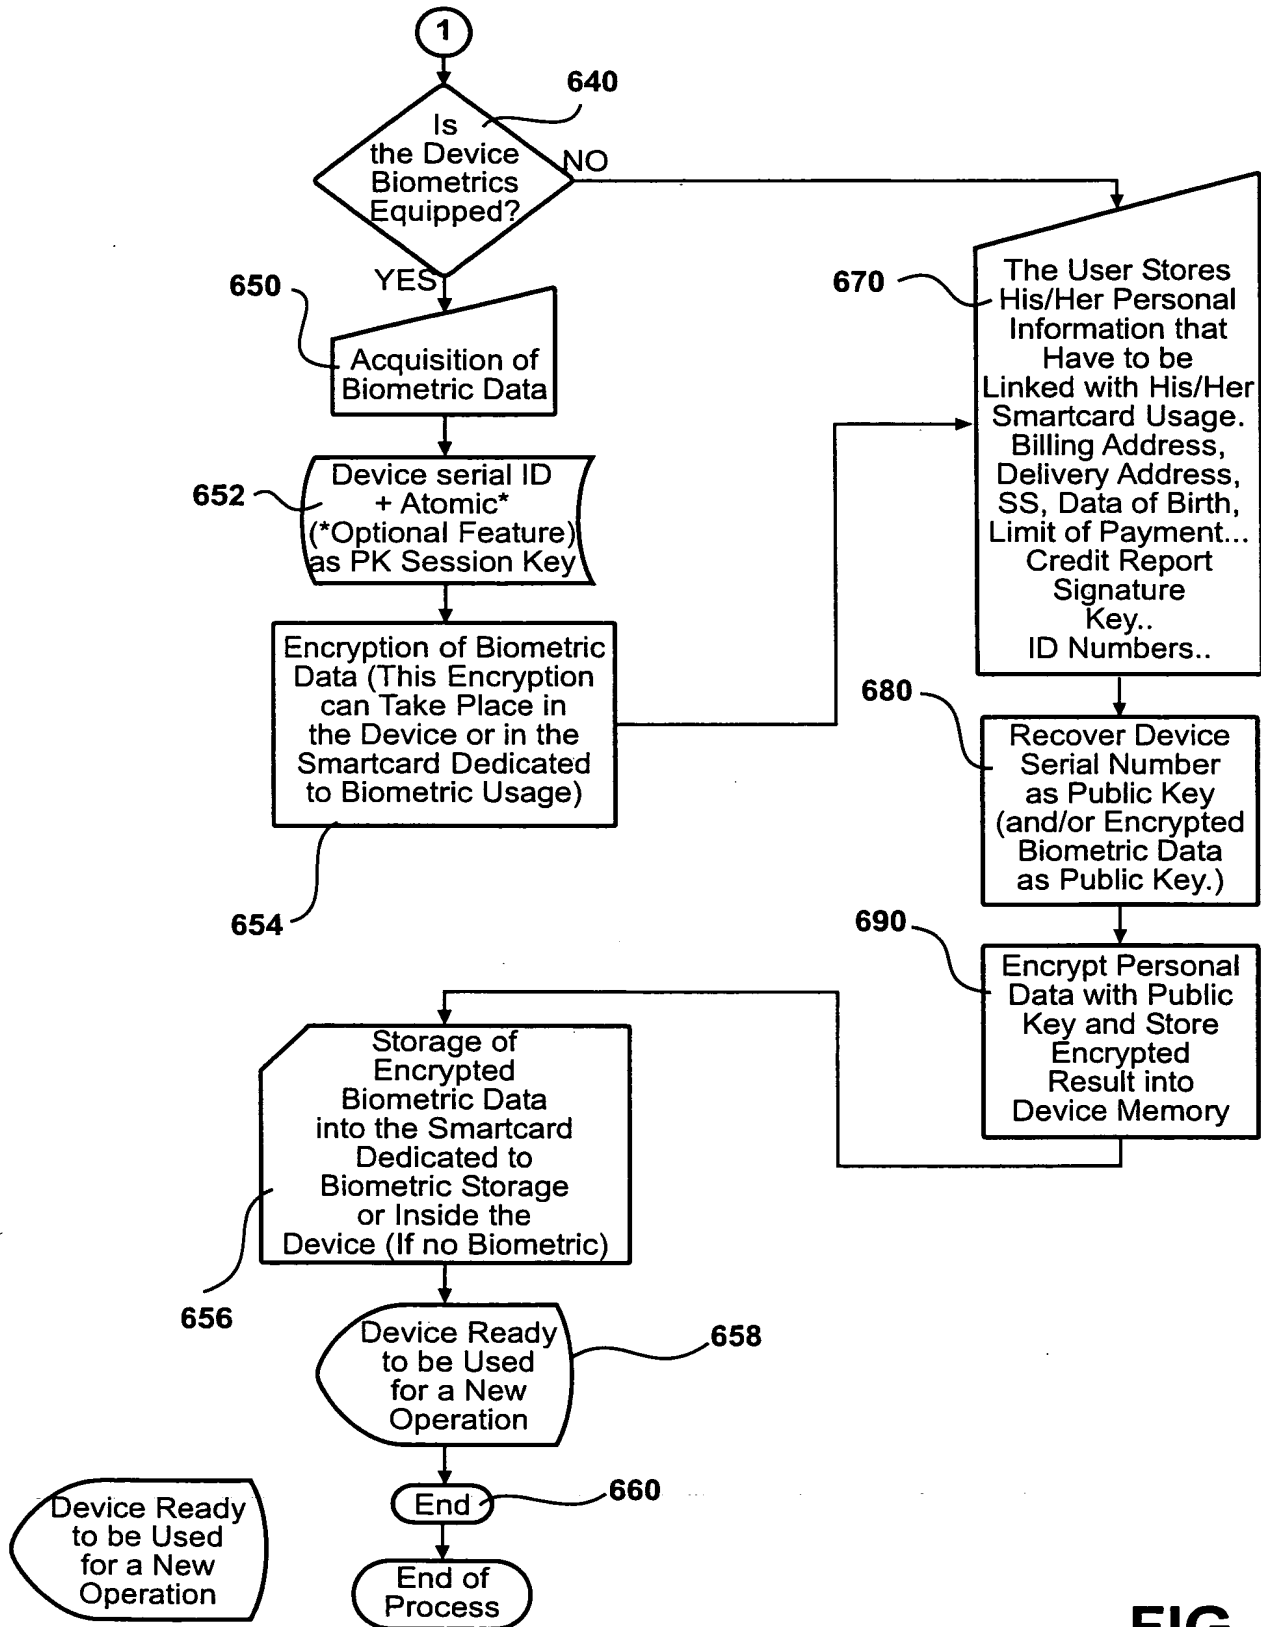 1
640
Is
the Device
Biometrics
Equipped?
NO
YES
650
Acquisition of
Biometric Data
652
Device serial ID
+ Atomic*
(*Optional Feature)
as PK Session Key
Encryption of Biometric
Data (This Encryption
can Take Place in
the Device or in the
Smartcard Dedicated
to Biometric Usage)
654
670
The User Stores
His/Her Personal
Information that
Have to be
Linked with His/Her
Smartcard Usage.
Billing Address,
Delivery Address,
SS, Data of Birth,
Limit of Payment...
Credit Report
Signature
Key..
ID Numbers..
680
Recover Device
Serial Number
as Public Key
(and/or Encrypted
Biometric Data
as Public Key.)
690
Encrypt Personal
Data with Public
Key and Store
Encrypted
Result into
Device Memory
Storage of
Encrypted
Biometric Data
into the Smartcard
Dedicated to
Biometric Storage
or Inside the
Device (If no Biometric)
656
Device Ready
to be Used
for a New
Operation
658
End
660
End of
Process
Device Ready
to be Used
for a New
Operation
FIG